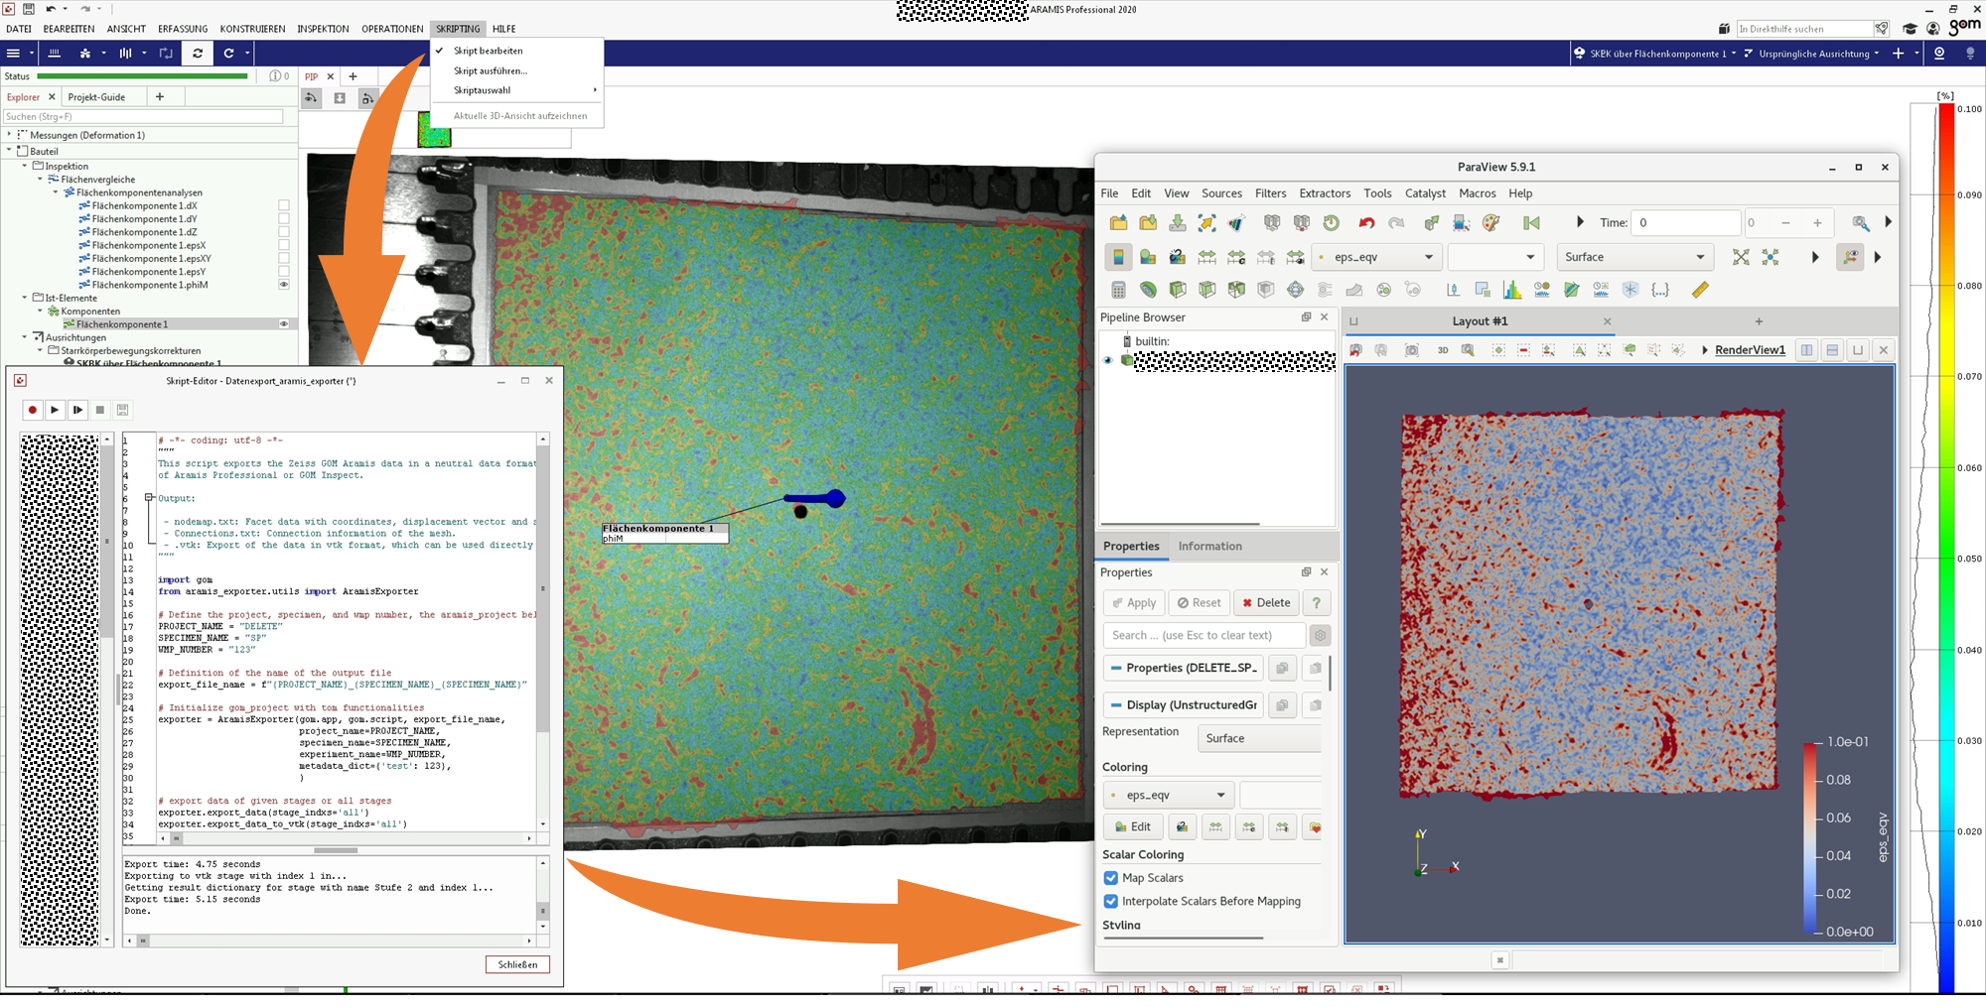 ARAMIS Professional 2020
DATEI BEARBEITEN ANSICHT ERFASSUNG KONSTRUIEREN INSPEKTION OPERATIONEN SKRIPTING HILFE
In Direkthilfe suchen
gom
Skript bearbeiten
Skript ausführen...
Skriptauswahl
Aktuelle 3D-Ansicht aufzeichnen
SKBK über Flächenkomponente 1
Ursprüngliche Ausrichtung
Status
0
PIP
Explorer
Projekt-Guide
Suchen (Strg+F)
Messungen (Deformation 1)
Bauteil
Inspektion
Flächenvergleiche
Flächenkomponentenanalysen
Flächenkomponente 1.dX
Flächenkomponente 1.dY
Flächenkomponente 1.dZ
Flächenkomponente 1.epsX
Flächenkomponente 1.epsXY
Flächenkomponente 1.epsY
Flächenkomponente 1.phiM
Ist-Elemente
Komponenten
Flächenkomponente 1
Ausrichtungen
Starrkörperbewegungskorrekturen
SKBK über Flächenkomponente 1
Skript-Editor - Datenexport_aramis_exporter (*)
1 # -*- coding: utf-8 -*-
2 """
3 This script exports the Zeiss GOM Aramis data in a neutral data format
4 of Aramis Professional or GOM Inspect.
5
6 Output:
7
8 - nodemap.txt: Facet data with coordinates, displacement vector and s
9 - Connections.txt: Connection information of the mesh.
10 - .vtk: Export of the data in vtk format, which can be used directly
11 """
12
13 import gom
14 from aramis_exporter.utils import AramisExporter
15
16 # Define the project, specimen, and wmp number, the aramis_project bel
17 PROJECT_NAME = "DELETE"
18 SPECIMEN_NAME = "SP"
19 WMP_NUMBER = "123"
20
21 # Definition of the name of the output file
22 export_file_name = f"{PROJECT_NAME}_{SPECIMEN_NAME}_{SPECIMEN_NAME}"
23
24 # Initialize gom_project with tom functionalities
25 exporter = AramisExporter(gom.app, gom.script, export_file_name,
26 project_name=PROJECT_NAME,
27 specimen_name=SPECIMEN_NAME,
28 experiment_name=WMP_NUMBER,
29 metadata_dict={'test': 123},
30 )
31
32 # export data of given stages or all stages
33 exporter.export_data(stage_indxs='all')
34 exporter.export_data_to_vtk(stage_indxs='all')
35
Export time: 4.75 seconds
Exporting to vtk stage with index 1 in...
Getting result dictionary for stage with name Stufe 2 and index 1...
Export time: 5.15 seconds
Done.
Schließen
Ausrichtungen
Flächenkomponente 1
phiM
ParaView 5.9.1
File Edit View Sources Filters Extractors Tools Catalyst Macros Help
Time: 0
0
eps_eqv
Surface
Pipeline Browser
builtin:
Layout #1
3D
RenderView1
Properties
Information
Properties
Apply
Reset
Delete
?
Search ... (use Esc to clear text)
Properties (DELETE_SP_
Display (UnstructuredGr
Representation
Surface
Coloring
eps_eqv
Edit
Scalar Coloring
Map Scalars
Interpolate Scalars Before Mapping
Styling
Y
Z
X
1.0e-01
0.08
0.06
0.04
0.02
0.0e+00
eps_eqv
[%]
0.100
0.090
0.080
0.070
0.060
0.050
0.040
0.030
0.020
0.010